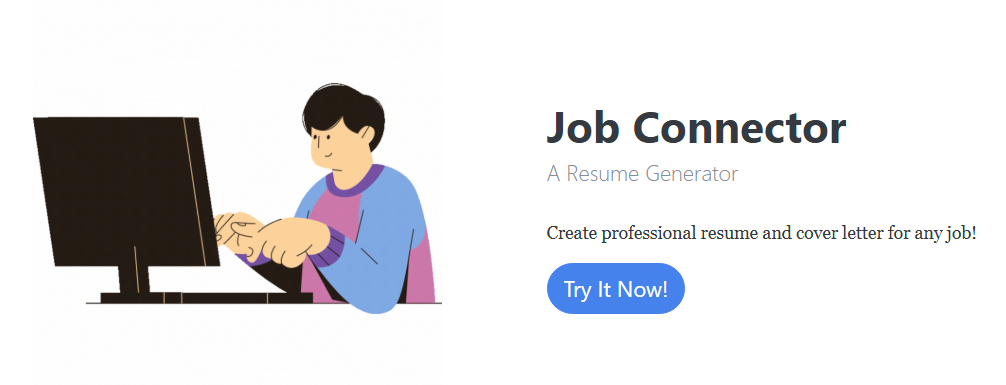 Job Connector
A Resume Generator
Create professional resume and cover letter for any job!
Try It Now!